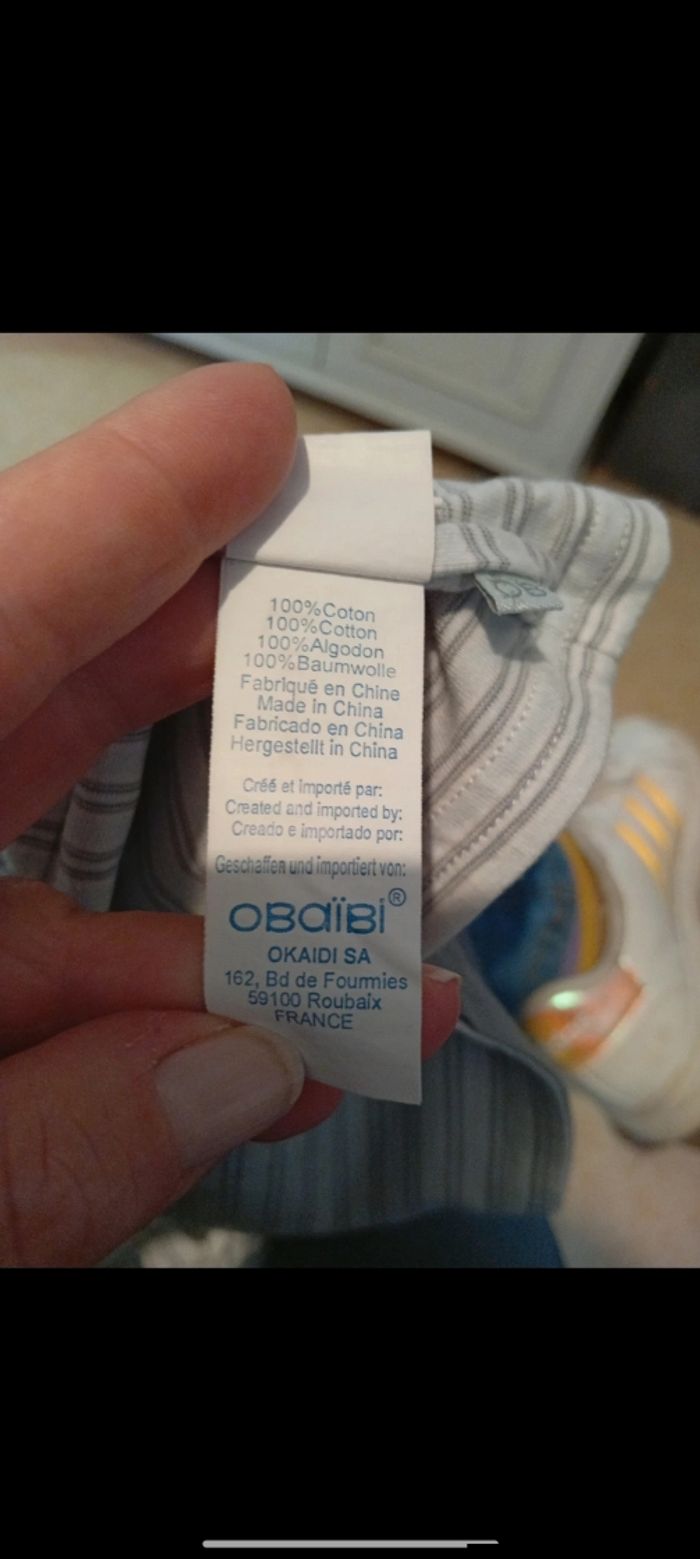 100%Coton
100%Cotton
100%Algodon
100%Baumwolle
Fabriqué en Chine
Made in China
Fabricado en China
Hergestellt in China
Créé et importé par:
Created and imported by:
Creado e importado por:
Geschaffen und importiert von:
OBaïBi®
OKAIDI SA
162, Bd de Fourmies
59100 Roubaix
FRANCE